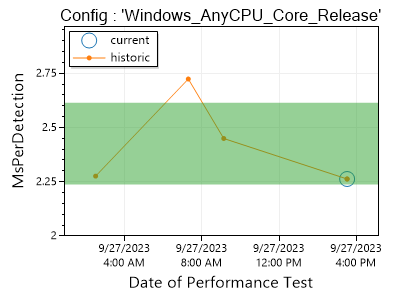 Config : 'Windows_AnyCPU_Core_Release'
current
historic
MsPerDetection
2.75
2.5
2.25
2
9/27/2023 9/27/2023 9/27/2023 9/27/2023
4:00 AM 8:00 AM 12:00 PM 4:00 PM
Date of Performance Test